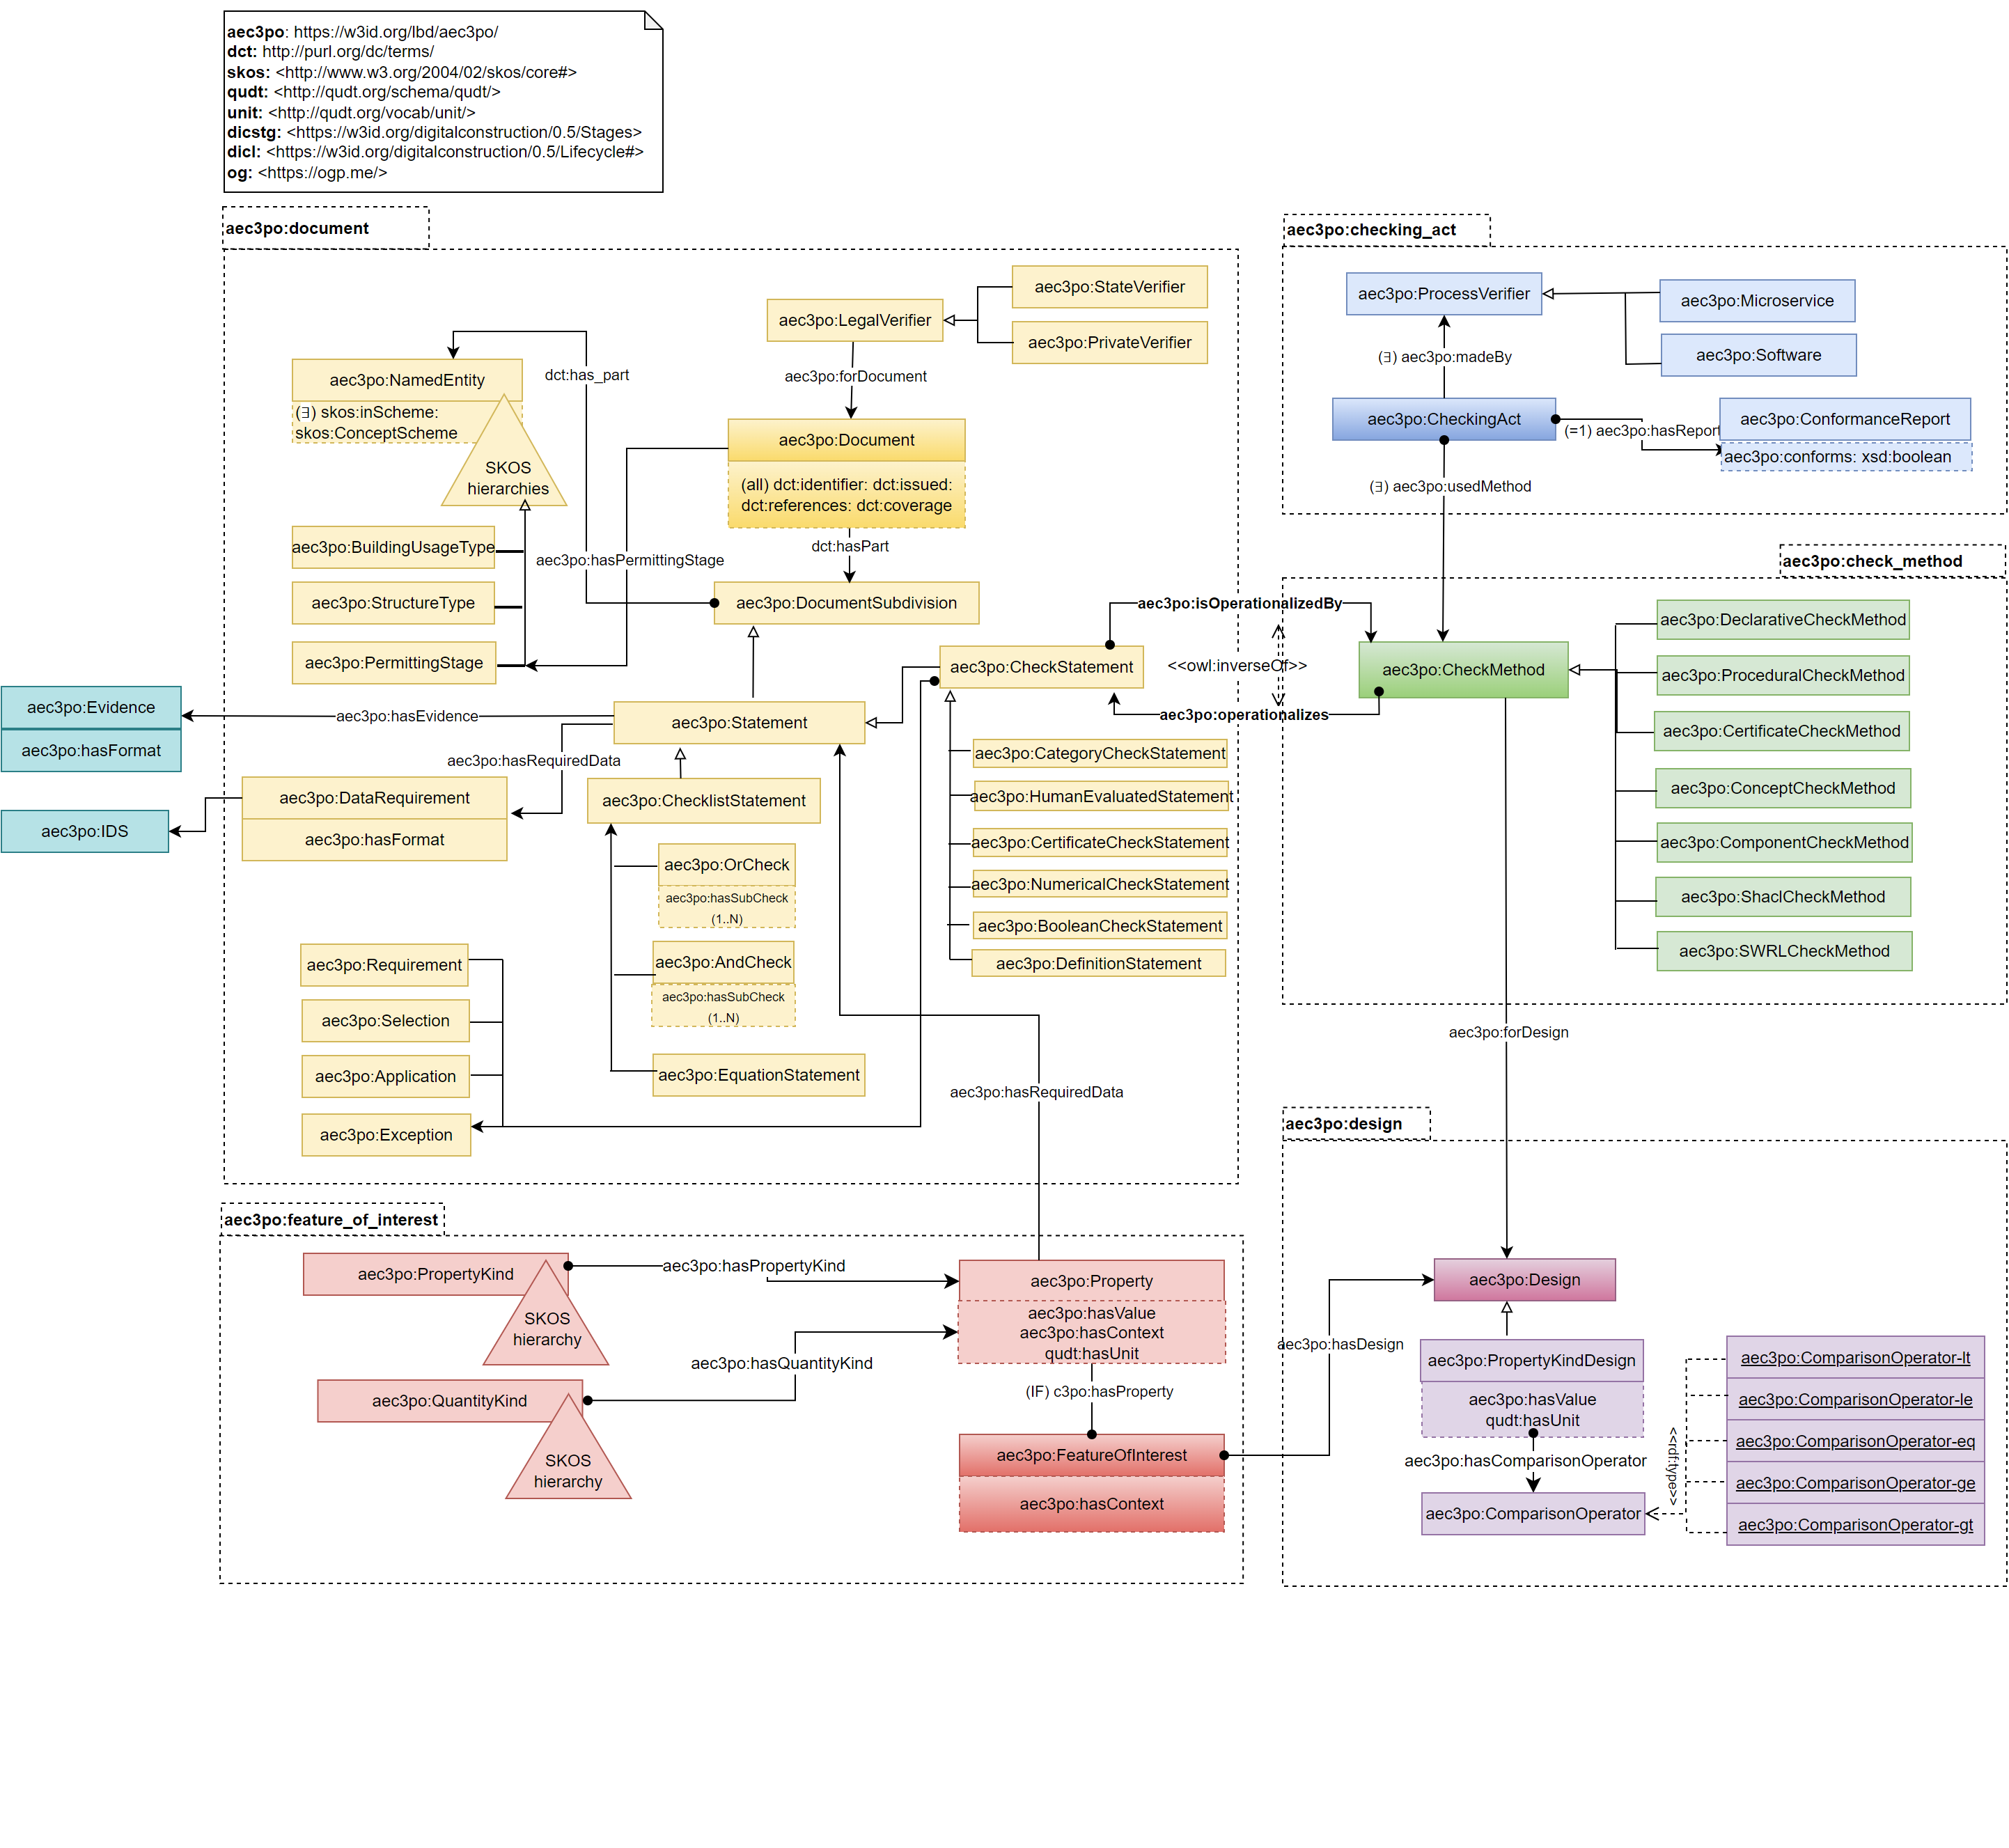 aec3po: https://w3id.org/lbd/aec3po/
dct: http://purl.org/dc/terms/
skos: <http://www.w3.org/2004/02/skos/core#>
qudt: <http://qudt.org/schema/qudt/>
unit: <http://qudt.org/vocab/unit/>
dicstg: <https://w3id.org/digitalconstruction/0.5/Stages>
dicl: <https://w3id.org/digitalconstruction/0.5/Lifecycle#>
og: <https://ogp.me/>
aec3po:document
aec3po:StateVerifier
aec3po:LegalVerifier
aec3po:PrivateVerifier
dct:has_part
aec3po:forDocument
aec3po:NamedEntity
(∃) skos:inScheme:
skos:ConceptScheme
SKOS
hierarchies
aec3po:Document
(all) dct:identifier: dct:issued:
dct:references: dct:coverage
dct:hasPart
aec3po:BuildingUsageType
aec3po:hasPermittingStage
aec3po:StructureType
aec3po:DocumentSubdivision
aec3po:PermittingStage
aec3po:CheckStatement
aec3po:Evidence
aec3po:hasFormat
aec3po:hasEvidence
aec3po:Statement
aec3po:hasRequiredData
aec3po:DataRequirement
aec3po:hasFormat
aec3po:IDS
aec3po:ChecklistStatement
aec3po:OrCheck
aec3po:hasSubCheck
(1..N)
aec3po:AndCheck
aec3po:hasSubCheck
(1..N)
aec3po:EquationStatement
aec3po:CategoryCheckStatement
aec3po:HumanEvaluatedStatement
aec3po:CertificateCheckStatement
aec3po:NumericalCheckStatement
aec3po:BooleanCheckStatement
aec3po:DefinitionStatement
aec3po:Requirement
aec3po:Selection
aec3po:Application
aec3po:Exception
aec3po:hasRequiredData
aec3po:isOperationalizedBy
<<owl:inverseOf>>
aec3po:operationalizes
aec3po:checking_act
aec3po:ProcessVerifier
aec3po:Microservice
aec3po:Software
(∃) aec3po:madeBy
aec3po:CheckingAct
(=1) aec3po:hasReport
aec3po:ConformanceReport
aec3po:conforms: xsd:boolean
(∃) aec3po:usedMethod
aec3po:check_method
aec3po:CheckMethod
aec3po:DeclarativeCheckMethod
aec3po:ProceduralCheckMethod
aec3po:CertificateCheckMethod
aec3po:ConceptCheckMethod
aec3po:ComponentCheckMethod
aec3po:ShaclCheckMethod
aec3po:SWRLCheckMethod
aec3po:forDesign
aec3po:feature_of_interest
aec3po:PropertyKind
SKOS
hierarchy
aec3po:hasPropertyKind
aec3po:QuantityKind
SKOS
hierarchy
aec3po:hasQuantityKind
aec3po:Property
aec3po:hasValue
aec3po:hasContext
qudt:hasUnit
(IF) c3po:hasProperty
aec3po:FeatureOfInterest
aec3po:hasContext
aec3po:hasDesign
aec3po:design
aec3po:Design
aec3po:PropertyKindDesign
aec3po:hasValue
qudt:hasUnit
aec3po:hasComparisonOperator
aec3po:ComparisonOperator
<<rdf:type>>
aec3po:ComparisonOperator-lt
aec3po:ComparisonOperator-le
aec3po:ComparisonOperator-eq
aec3po:ComparisonOperator-ge
aec3po:ComparisonOperator-gt